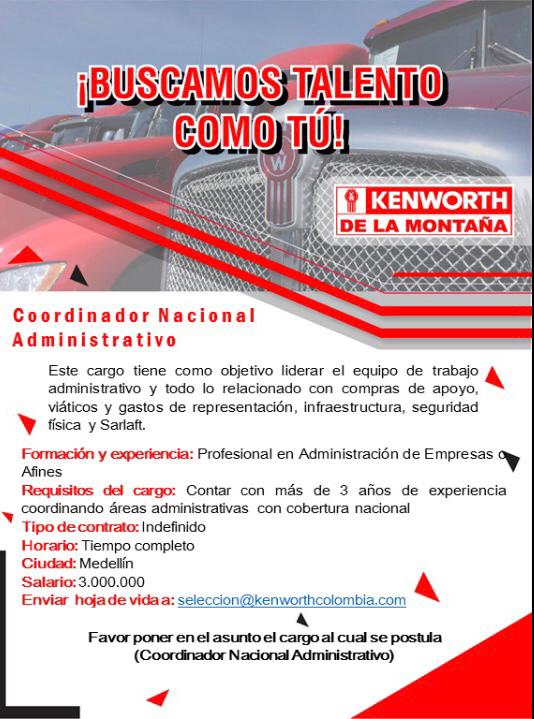 ¡BUSCAMOS TALENTO
COMO TÚ!
W
KENWORTH
DE LA MONTAÑA
Coordinador Nacional
Administrativo
Este cargo tiene como objetivo liderar el equipo de trabajo
administrativo y todo lo relacionado con compras de apoyo,
viáticos y gastos de representación, infraestructura, seguridad
física y Sarlaft.
Formación y experiencia: Profesional en Administración de Empresas o
Afines
Requisitos del cargo: Contar con más de 3 años de experiencia
coordinando áreas administrativas con cobertura nacional
Tipo de contrato: Indefinido
Horario: Tiempo completo
Ciudad: Medellín
Salario: 3.000.000
Enviar hoja de vida a: seleccion@kenworthcolombia.com
Favor poner en el asunto el cargo al cual se postula
(Coordinador Nacional Administrativo)